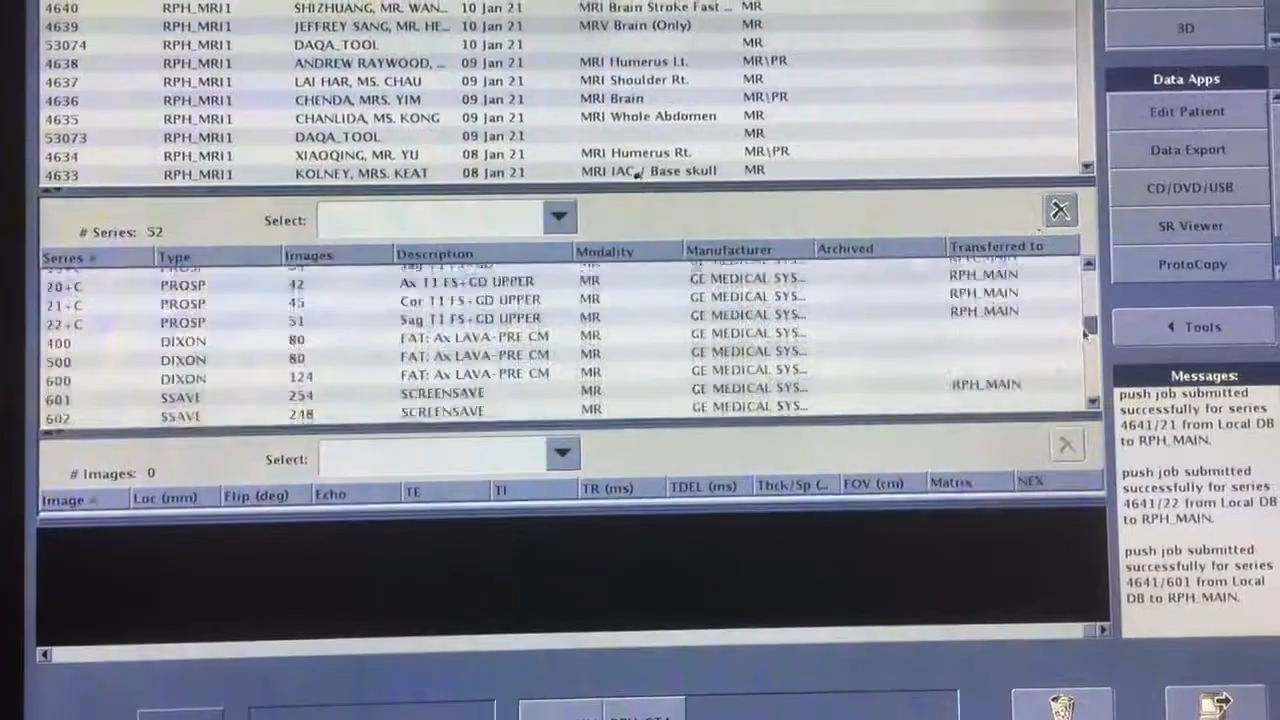 4640 RPH_MRI1 SHIZHUANG, MR. WAN... 10 Jan 21 MRI Brain Stroke Fast ... MR
4639 RPH_MRI1 JEFFREY SANG, MR. HE... 10 Jan 21 MRV Brain (Only) MR
53074 DAQA_TOOL 10 Jan 21 MR
4638 RPH_MRI1 ANDREW RAYWOOD, ... 09 Jan 21 MRI Humerus Lt. MR\PR
4637 RPH_MRI1 LAI HAR, MS. CHAU 09 Jan 21 MRI Shoulder Rt. MR
4636 RPH_MRI1 CHENDA, MRS. YIM 09 Jan 21 MRI Brain MR\PR
4635 RPH_MRI1 CHANLIDA, MS. KONG 09 Jan 21 MRI Whole Abdomen MR
53073 RPH_MRI1 DAQA_TOOL 09 Jan 21 MR
4634 RPH_MRI1 XIAOQING, MR. YU 08 Jan 21 MRI Humerus Rt. MR\PR
4633 RPH_MRI1 KOLNEY, MRS. KEAT 08 Jan 21 MRI IAC / Base skull MR
# Series: 52 Select:
Series Type Images Description Modality Manufacturer Archived Transferred to
20+C PROSP 42 Ax T1 FS+GD UPPER MR GE MEDICAL SYS... RPH_MAIN
21+C PROSP 45 Cor T1 FS+GD UPPER MR GE MEDICAL SYS... RPH_MAIN
22+C PROSP 51 Sag T1 FS+GD UPPER MR GE MEDICAL SYS... RPH_MAIN
400 DIXON 80 FAT: Ax LAVA-PRE CM MR GE MEDICAL SYS...
500 DIXON 80 FAT: Ax LAVA-PRE CM MR GE MEDICAL SYS...
600 DIXON 124 FAT: Ax LAVA-PRE CM MR GE MEDICAL SYS...
601 SSAVE 254 SCREENSAVE MR GE MEDICAL SYS... RPH_MAIN
602 SSAVE 248 SCREENSAVE MR GE MEDICAL SYS...
# Images: 0 Select:
Image Loc (mm) Flip (deg) Echo TE TI TR (ms) TDEL (ms) Thck/Sp (... FOV (cm) Matrix NEX
3D
Data Apps
Edit Patient
Data Export
CD/DVD/USB
SR Viewer
ProtoCopy
Tools
Messages:
push job submitted
successfully for series
4641/21 from Local DB
to RPH_MAIN.
push job submitted
successfully for series
4641/22 from Local DB
to RPH_MAIN.
push job submitted
successfully for series
4641/601 from Local
DB to RPH_MAIN.